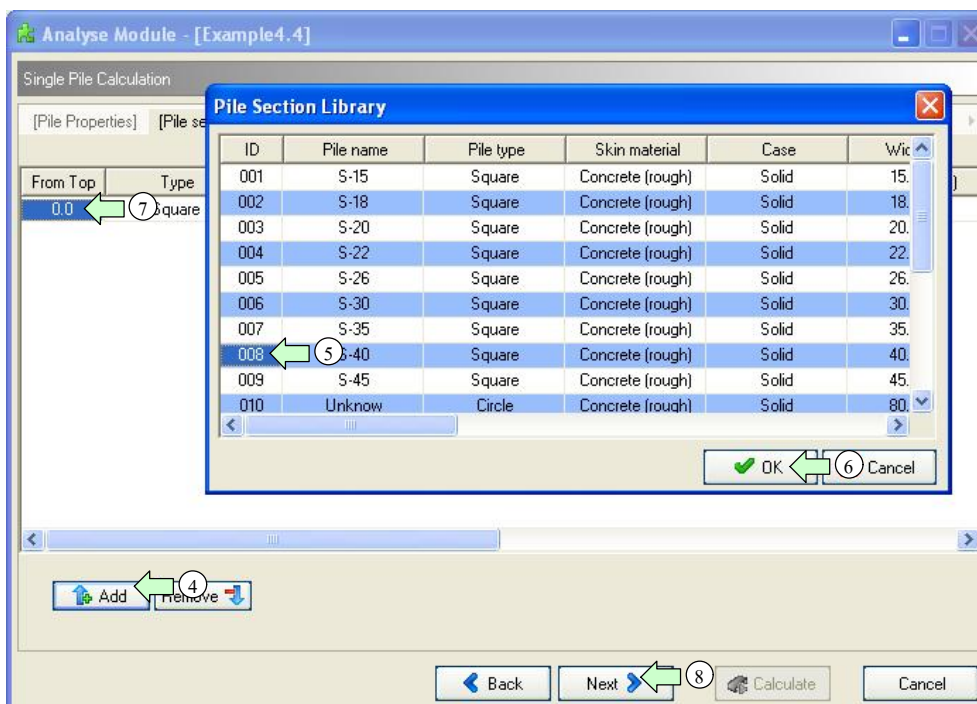 Analyse Module - [Example4.4]
Single Pile Calculation
[Pile Properties] [Pile se
Pile Section Library
ID Pile name Pile type Skin material Case Wid
001 S-15 Square Concrete (rough) Solid 15.
002 S-18 Square Concrete (rough) Solid 18.
003 S-20 Square Concrete (rough) Solid 20.
004 S-22 Square Concrete (rough) Solid 22.
005 S-26 Square Concrete (rough) Solid 26.
006 S-30 Square Concrete (rough) Solid 30.
007 S-35 Square Concrete (rough) Solid 35.
008 5 S-40 Square Concrete (rough) Solid 40.
009 S-45 Square Concrete (rough) Solid 45.
010 Unknow Circle Concrete (rough) Solid 80.
OK 6 Cancel
From Top Type )
0.0 7 Square
Add 4 Remove
Back Next 8 Calculate Cancel